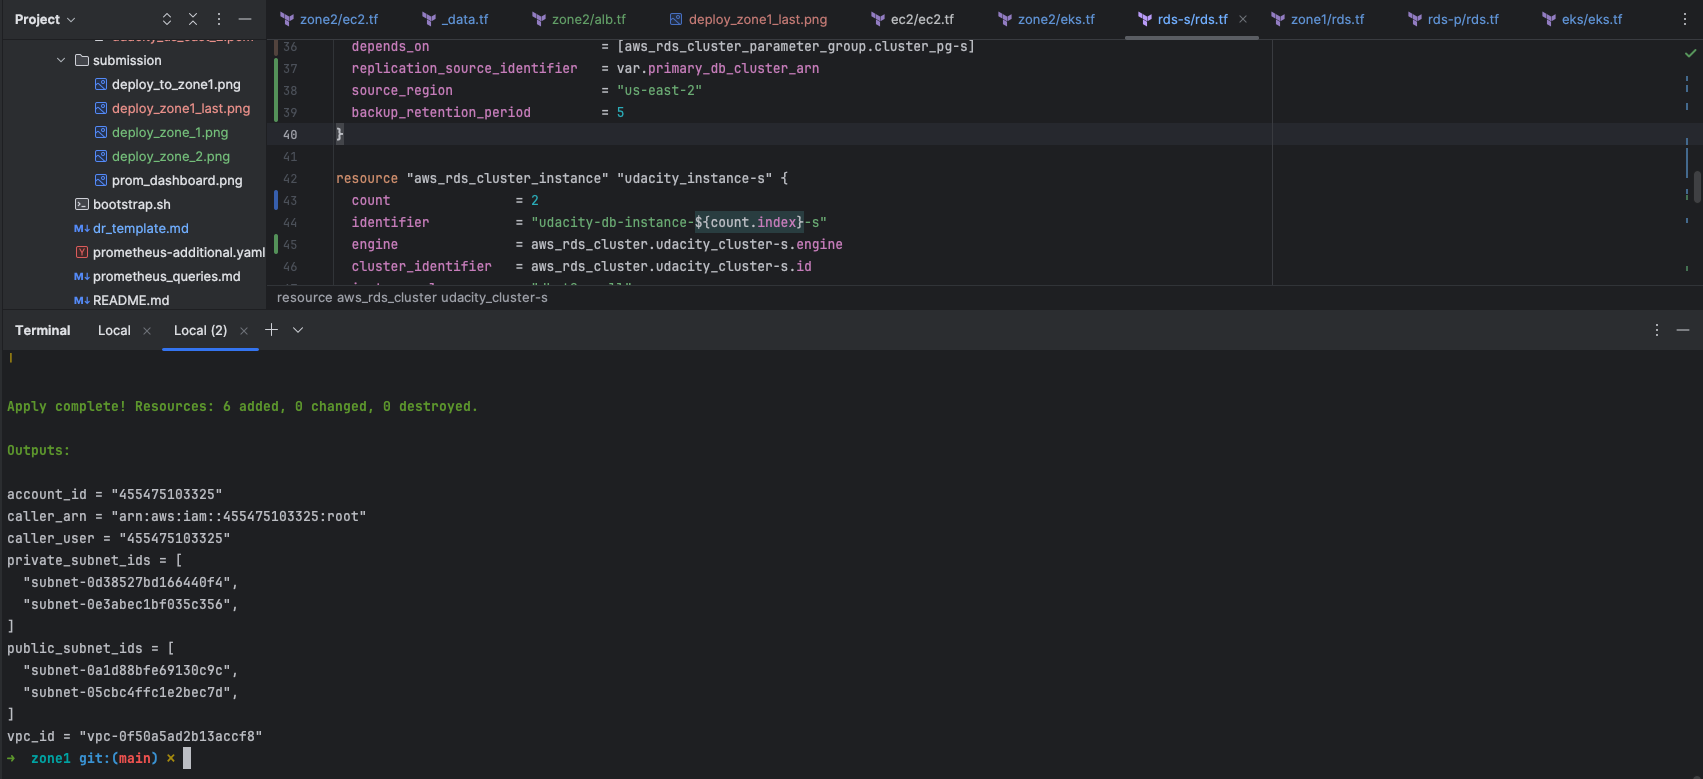 Project
zone2/ec2.tf
_data.tf
zone2/alb.tf
deploy_zone1_last.png
ec2/ec2.tf
zone2/eks.tf
rds-s/rds.tf
zone1/rds.tf
rds-p/rds.tf
eks/eks.tf
submission
deploy_to_zone1.png
deploy_zone1_last.png
deploy_zone_1.png
deploy_zone_2.png
prom_dashboard.png
bootstrap.sh
M↓ dr_template.md
Y prometheus-additional.yaml
M↓ prometheus_queries.md
M↓ README.md
36 depends_on = [aws_rds_cluster_parameter_group.cluster_pg-s]
37 replication_source_identifier = var.primary_db_cluster_arn
38 source_region = "us-east-2"
39 backup_retention_period = 5
40 }
41
42 resource "aws_rds_cluster_instance" "udacity_instance-s" {
43 count = 2
44 identifier = "udacity-db-instance-${count.index}-s"
45 engine = aws_rds_cluster.udacity_cluster-s.engine
46 cluster_identifier = aws_rds_cluster.udacity_cluster-s.id
resource aws_rds_cluster udacity_cluster-s
Terminal
Local
Local (2)
Apply complete! Resources: 6 added, 0 changed, 0 destroyed.
Outputs:
account_id = "455475103325"
caller_arn = "arn:aws:iam::455475103325:root"
caller_user = "455475103325"
private_subnet_ids = [
"subnet-0d38527bd166440f4",
"subnet-0e3abec1bf035c356",
]
public_subnet_ids = [
"subnet-0a1d88bfe69130c9c",
"subnet-05cbc4ffc1e2bec7d",
]
vpc_id = "vpc-0f50a5ad2b13accf8"
→ zone1 git:(main) ×